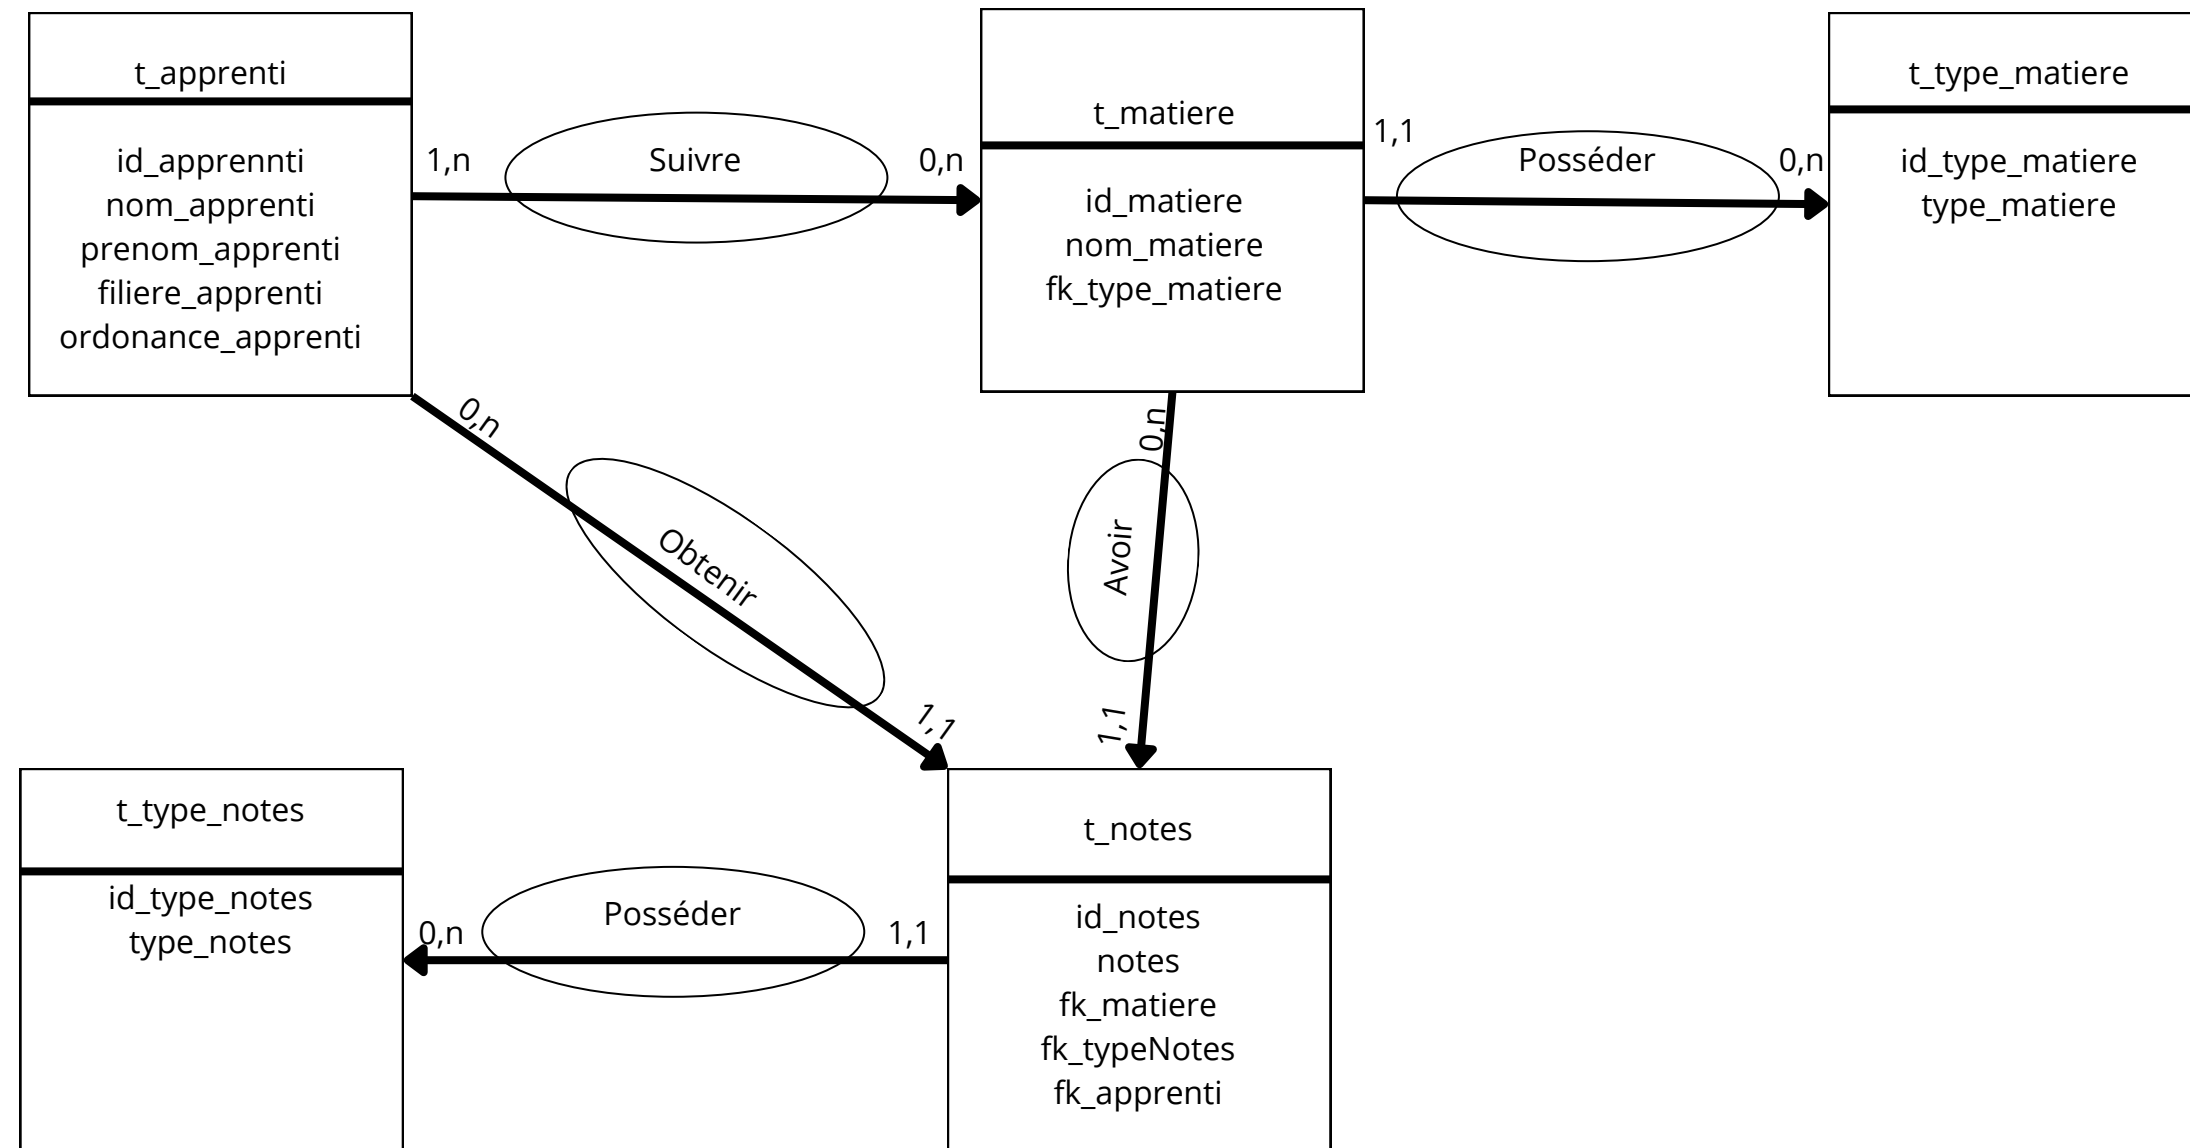 t_apprenti
id_apprennti
nom_apprenti
prenom_apprenti
filiere_apprenti
ordonance_apprenti
1,n
Suivre
0,n
t_matiere
id_matiere
nom_matiere
fk_type_matiere
1,1
Posséder
0,n
t_type_matiere
id_type_matiere
type_matiere
0,n
Obtenir
1,1
0,n
Avoir
1,1
t_type_notes
id_type_notes
type_notes
0,n
Posséder
1,1
t_notes
id_notes
notes
fk_matiere
fk_typeNotes
fk_apprenti